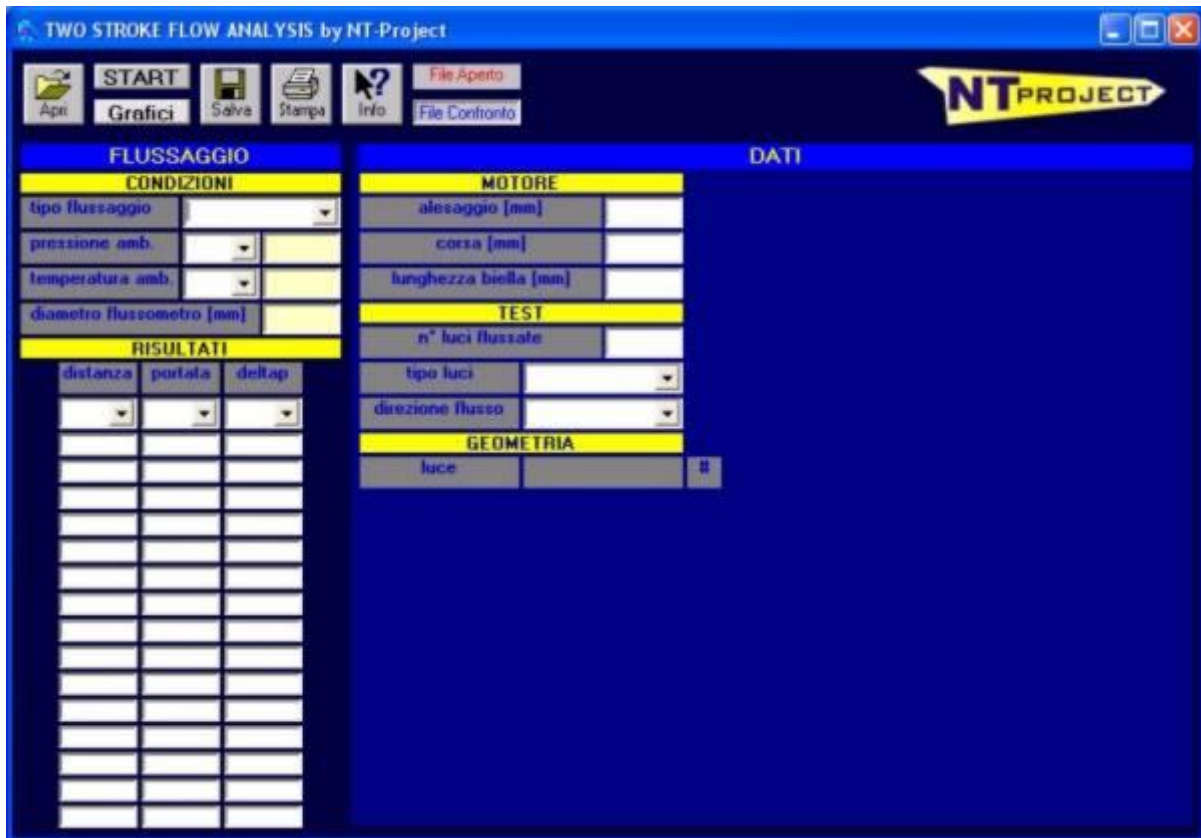 TWO STROKE FLOW ANALYSIS by NT-Project
Apri
START
Grafici
Salva
Stampa
Info
File Aperto
File Confronto
NT PROJECT
FLUSSAGGIO
CONDIZIONI
tipo flussaggio
pressione amb.
temperatura amb.
diametro flussometro [mm]
RISULTATI
distanza portata deltap
DATI
MOTORE
alesaggio [mm]
corsa [mm]
lunghezza biella [mm]
TEST
n° luci flussate
tipo luci
direzione flusso
GEOMETRIA
luce #